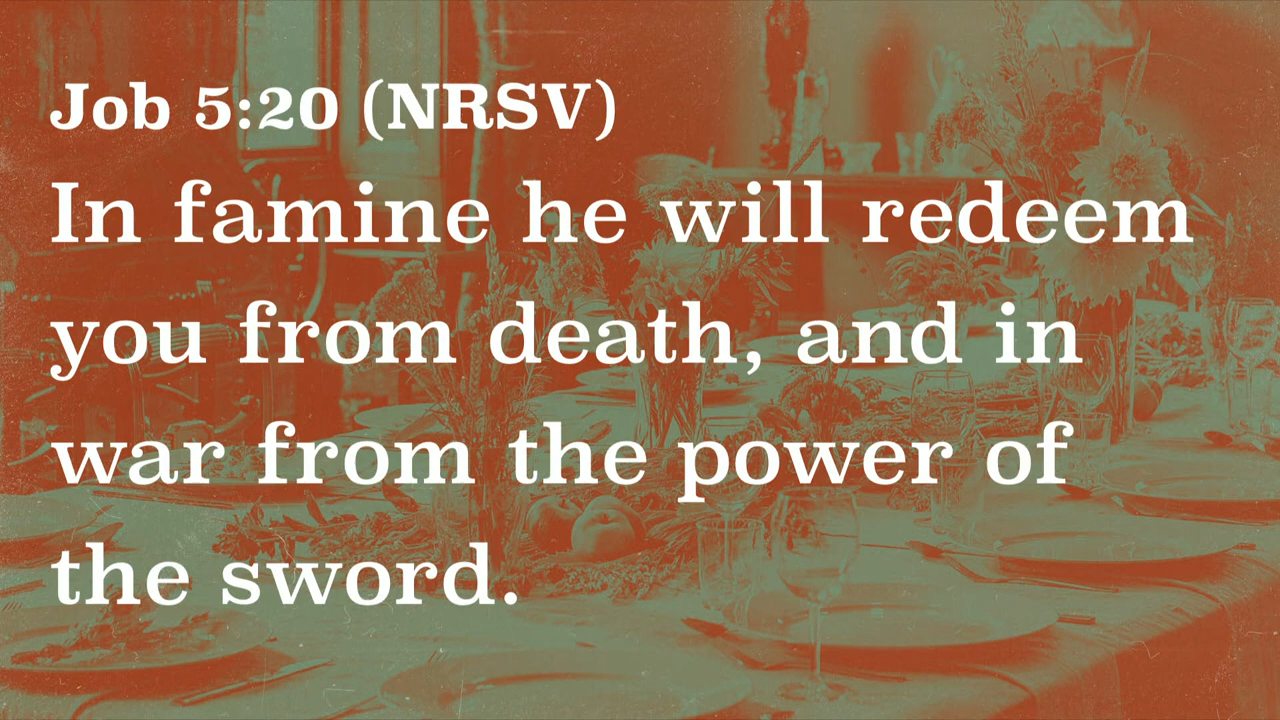 Job 5:20 (NRSV)
In famine he will redeem
you from death, and in
war from the power of
the sword.